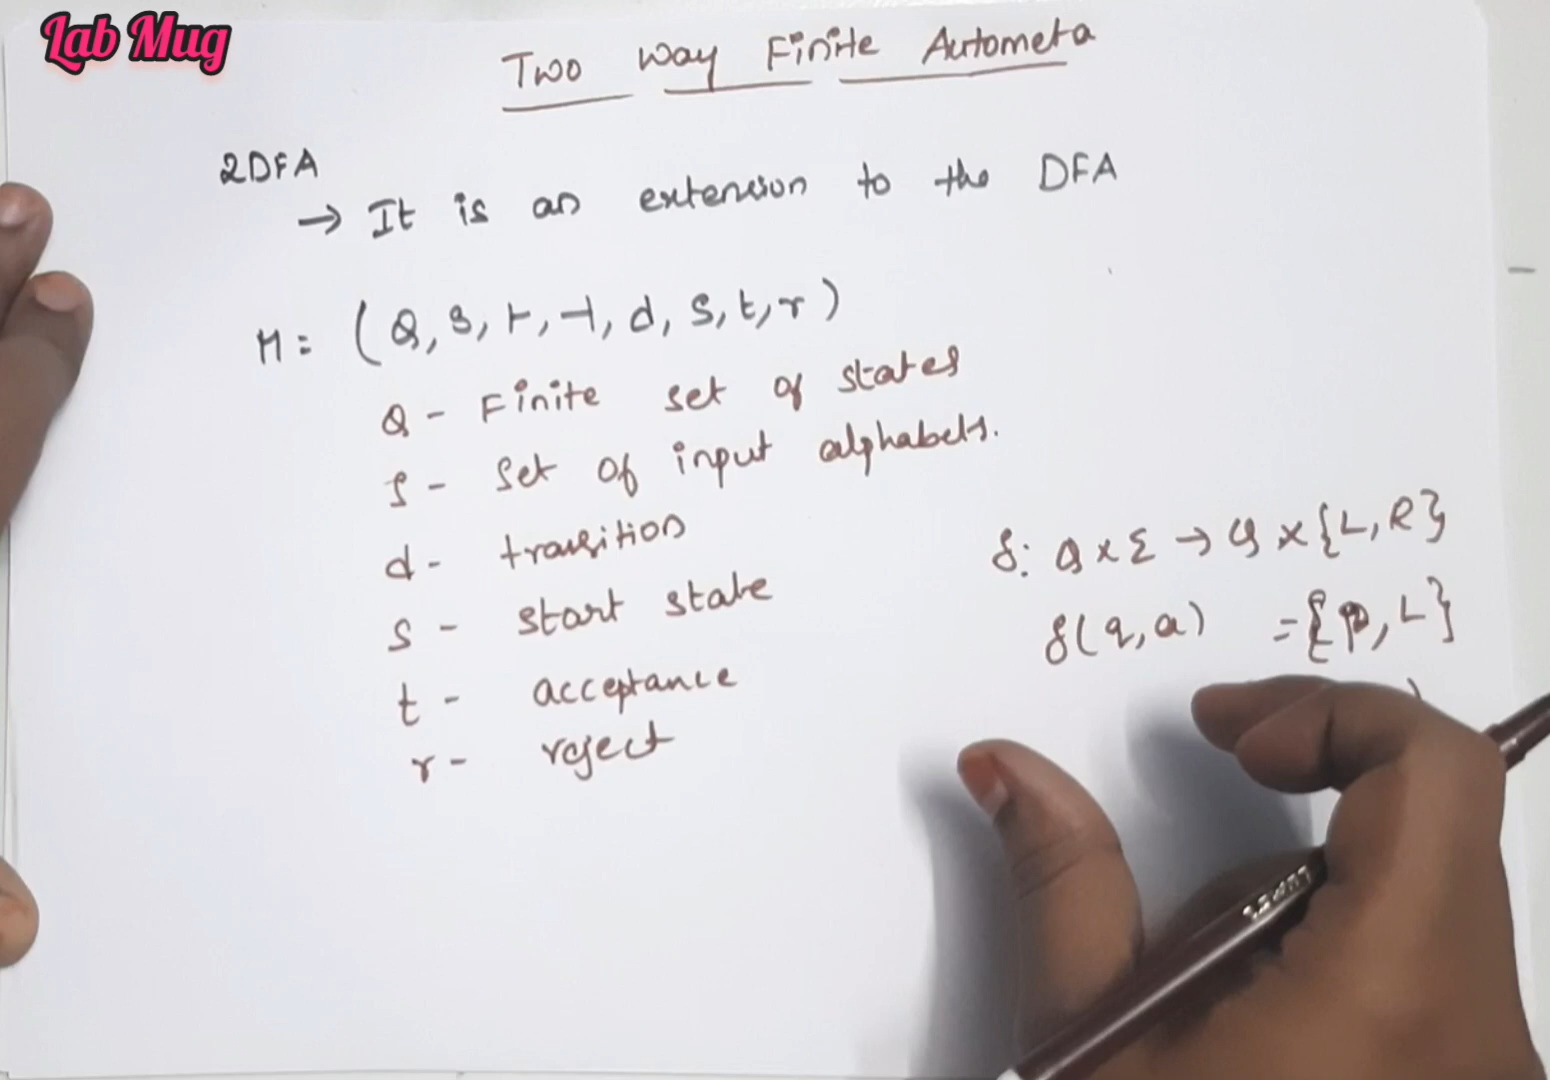 Lab Mug
Two Way Finite Autometa
2DFA
→ It is an extension to the DFA
M = (Q, S, ⊢, ⊣, d, S, t, r)
Q - Finite set of states
S - Set of input alphabets.
d - transition
S - start state
t - acceptance
r - reject
δ: Q x Σ → Q x {L, R}
δ(q, a) = {p, L}